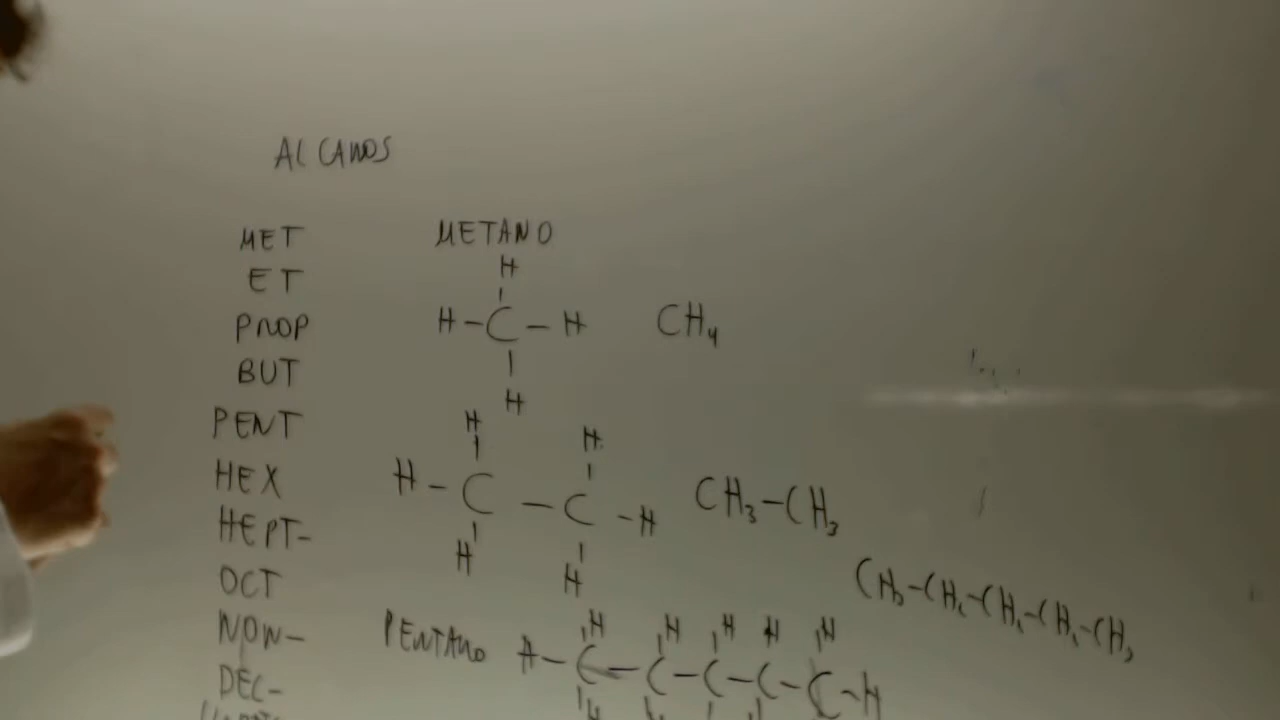 ALCANOS
MET
ET
PROP
BUT
PENT
HEX
HEPT-
OCT
NON-
DEC-
METANO
H
H-C-H
H
CH4
H H
H-C-C-H
H H
CH3-CH3
CH3-CH2-CH2-CH2-CH3
PENTANO
H H H H H
H-C-C-C-C-C-H
H